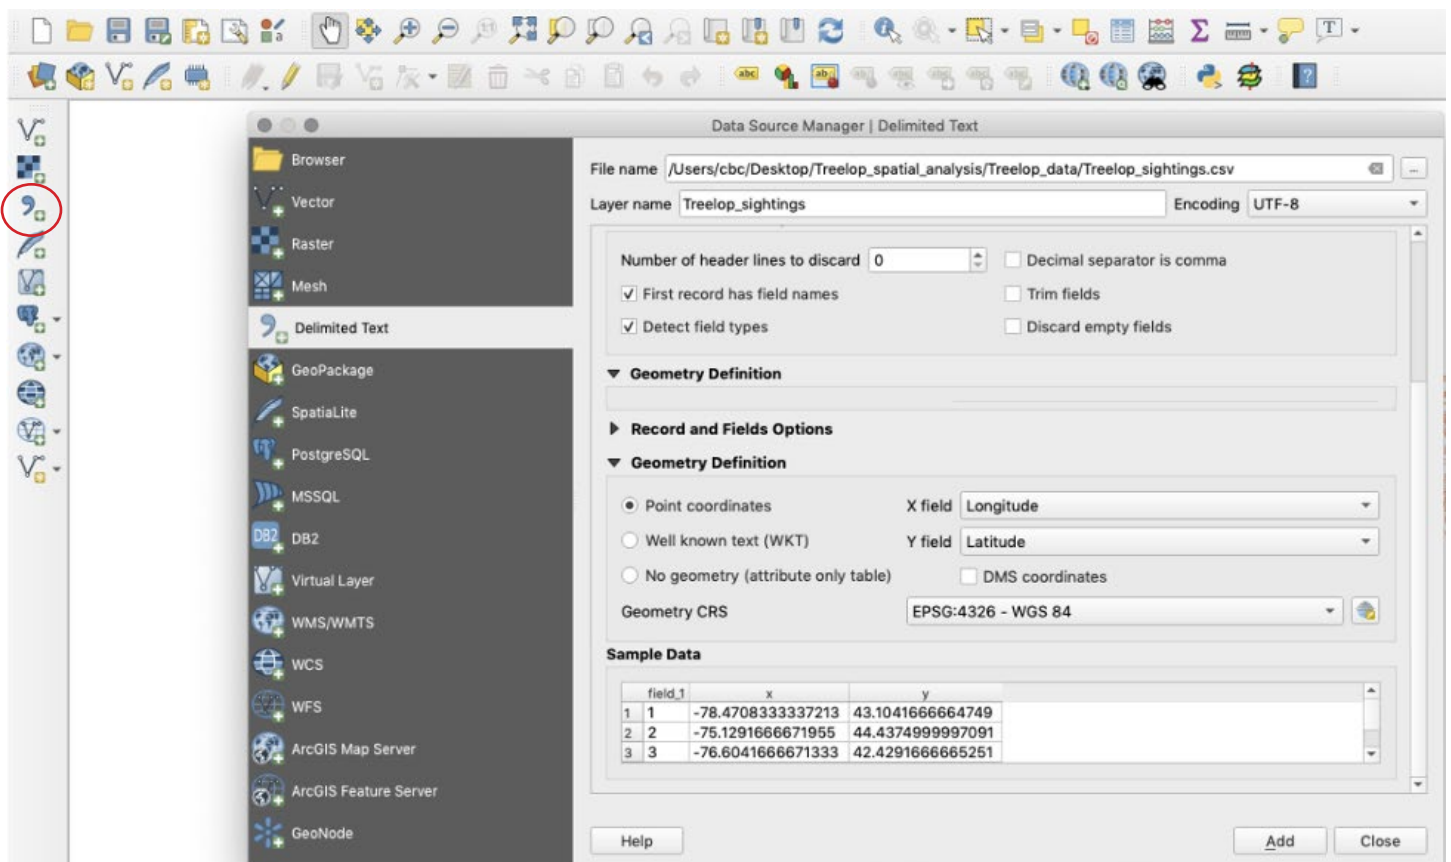 Data Source Manager | Delimited Text
Browser
Vector
Raster
Mesh
Delimited Text
GeoPackage
SpatiaLite
PostgreSQL
MSSQL
DB2 DB2
Virtual Layer
WMS/WMTS
WCS
WFS
ArcGIS Map Server
ArcGIS Feature Server
GeoNode
File name /Users/cbc/Desktop/Treelop_spatial_analysis/Treelop_data/Treelop_sightings.csv ...
Layer name Treelop_sightings Encoding UTF-8
Number of header lines to discard 0 Decimal separator is comma
First record has field names Trim fields
Detect field types Discard empty fields
Geometry Definition
Record and Fields Options
Geometry Definition
Point coordinates X field Longitude
Well known text (WKT) Y field Latitude
No geometry (attribute only table) DMS coordinates
Geometry CRS EPSG:4326 - WGS 84
Sample Data
field_1 x y
1 1 -78.4708333337213 43.1041666664749
2 2 -75.1291666671955 44.4374999997091
3 3 -76.6041666671333 42.4291666665251
Help Add Close